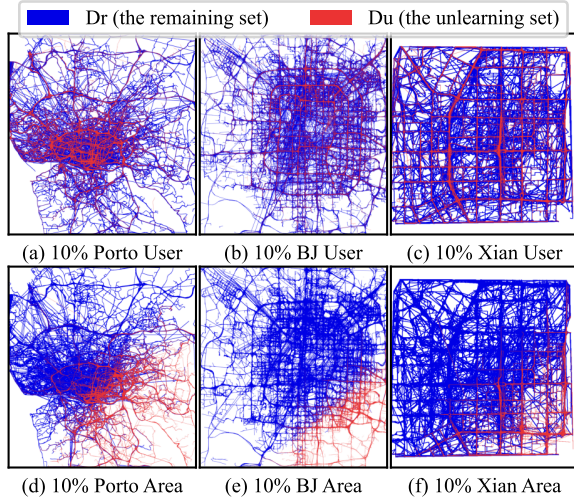 Dr (the remaining set) Du (the unlearning set)
(a) 10% Porto User (b) 10% BJ User (c) 10% Xian User
(d) 10% Porto Area (e) 10% BJ Area (f) 10% Xian Area